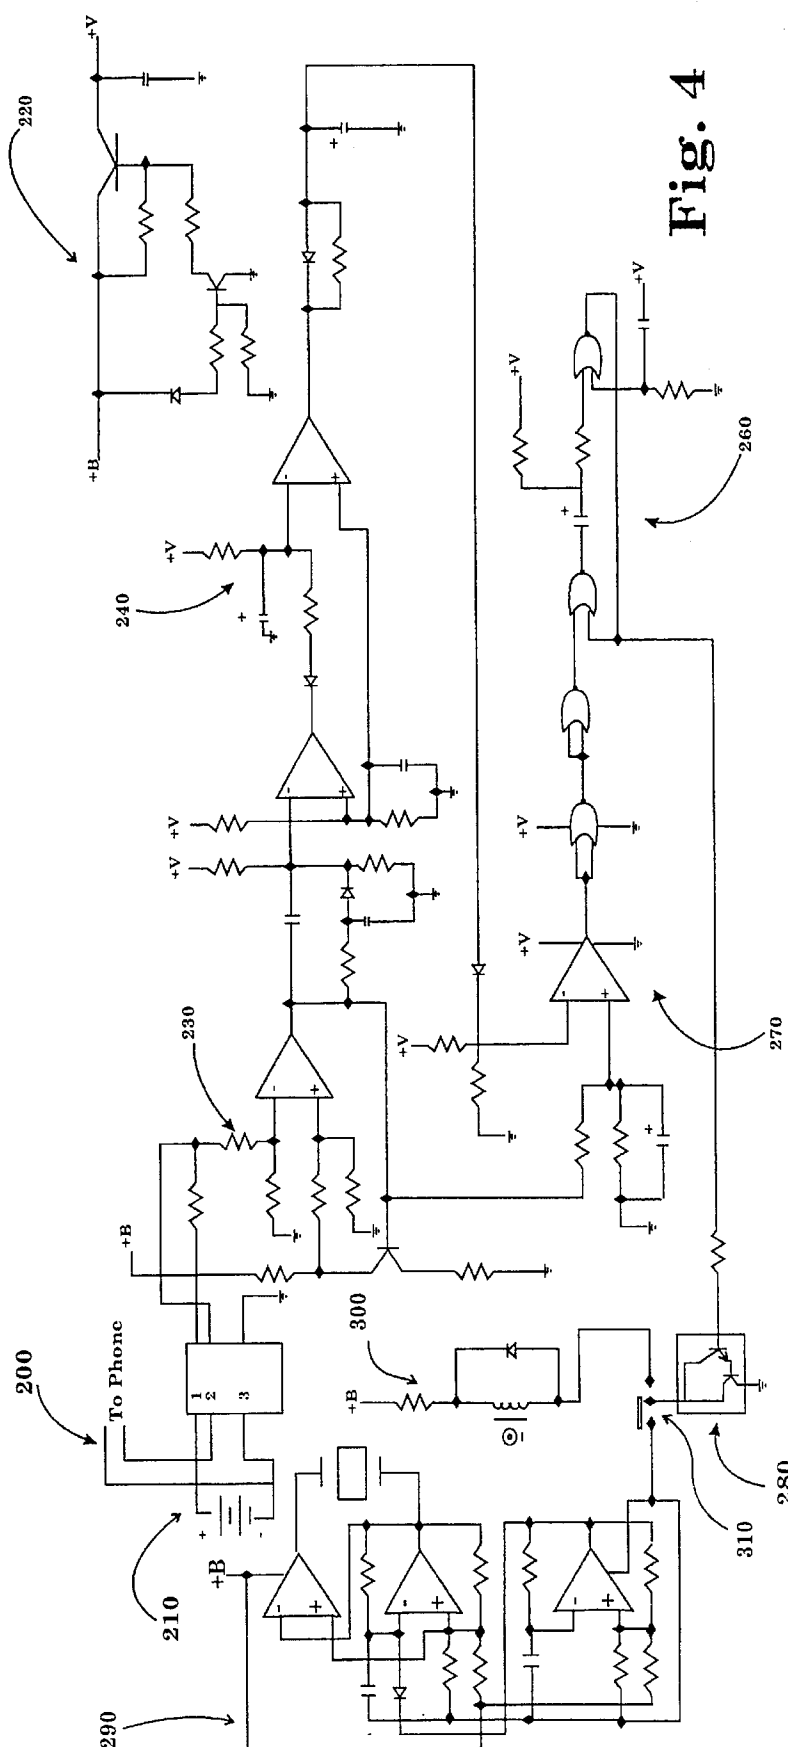 +V
220
+B
Fig. 4
+V
240
+
+
- +
+V
+V
260
+
+V
+V
- +
+V
+V
230
- +
+V
+V
- +
270
+
+B
200
To Phone
1
2
3
210
+
-
300
+B
280
310
+B
- +
+
- +
290